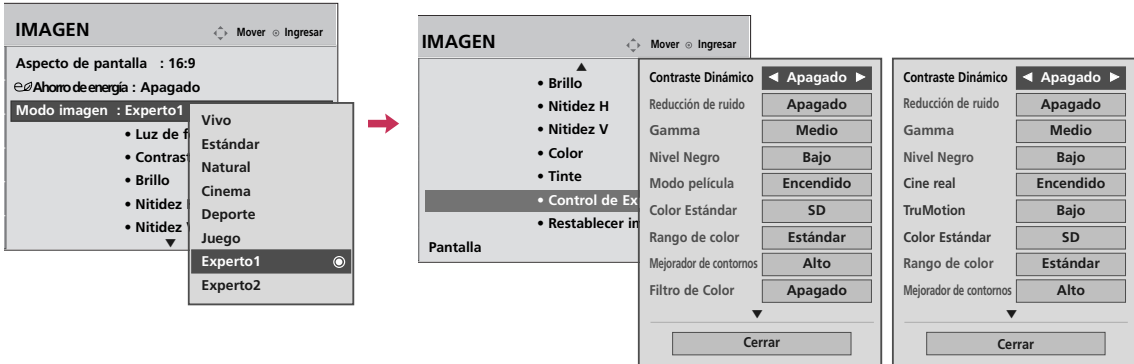 IMAGEN
Mover
Ingresar
Aspecto de pantalla : 16:9
Ahorro de energía : Apagado
Modo imagen : Experto1
• Luz de f
• Contrast
• Brillo
• Nitidez
• Nitidez
Vivo
Estándar
Natural
Cinema
Deporte
Juego
Experto1
Experto2
IMAGEN
Mover
Ingresar
• Brillo
• Nitidez H
• Nitidez V
• Color
• Tinte
• Control de Ex
• Restablecer in
Pantalla
Contraste Dinámico ◄ Apagado ►
Reducción de ruido Apagado
Gamma Medio
Nivel Negro Bajo
Modo película Encendido
Color Estándar SD
Rango de color Estándar
Mejorador de contornos Alto
Filtro de Color Apagado
Cerrar
Contraste Dinámico ◄ Apagado ►
Reducción de ruido Apagado
Gamma Medio
Nivel Negro Bajo
Cine real Encendido
TruMotion Bajo
Color Estándar SD
Rango de color Estándar
Mejorador de contornos Alto
Cerrar